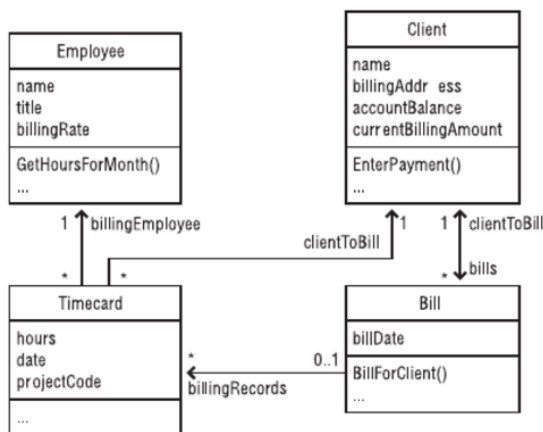 Employee
name
title
billingRate
GetHoursForMonth()
...
Client
name
billingAddr ess
accountBalance
currentBillingAmount
EnterPayment()
...
1 billingEmployee
*
clientToBill
1
*
1 clientToBill
* bills
Timecard
hours
date
projectCode
...
*
billingRecords
0..1
Bill
billDate
BillForClient()
...